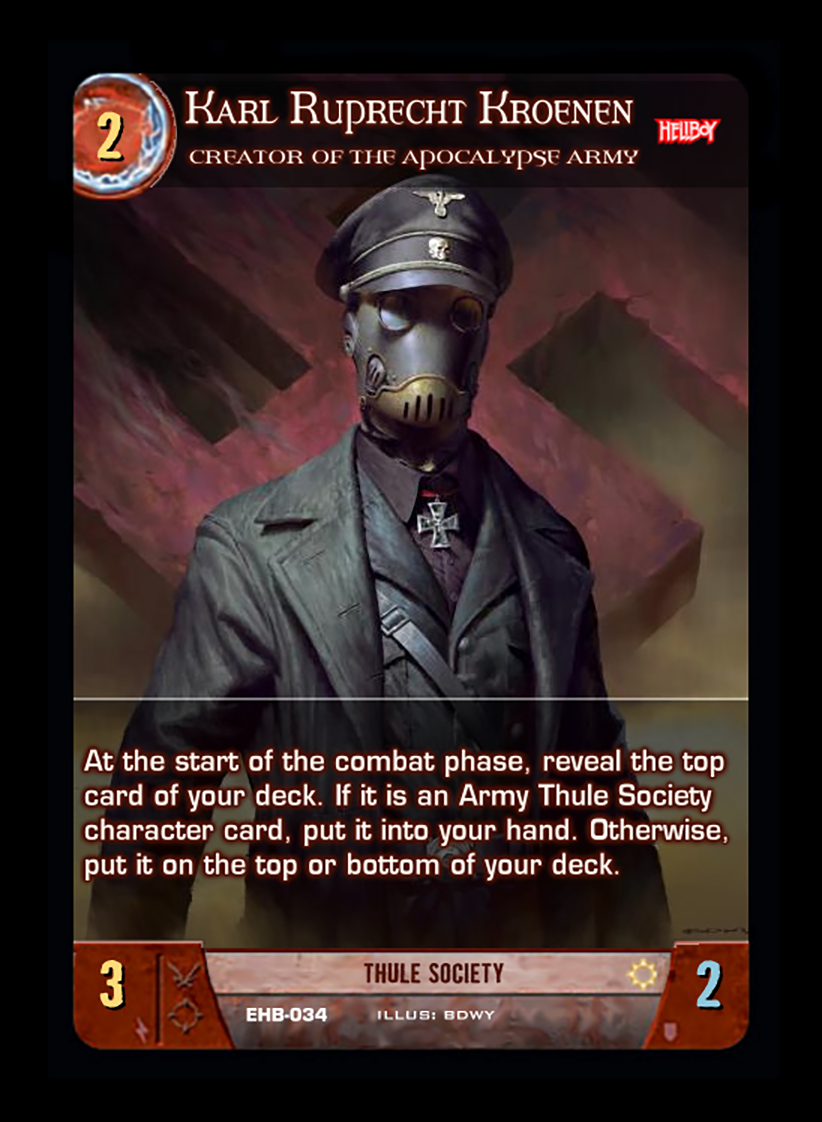 2
Karl Ruprecht Kroenen
HELLBOY
CREATOR OF THE APOCALYPSE ARMY
At the start of the combat phase, reveal the top
card of your deck. If it is an Army Thule Society
character card, put it into your hand. Otherwise,
put it on the top or bottom of your deck.
3
THULE SOCIETY
2
EHB-034 ILLUS: BDWY